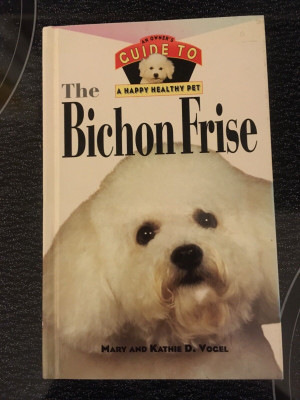 AN OWNER'S
GUIDE TO
A HAPPY HEALTHY PET
The
Bichon Frise
MARY AND KATHIE D. VOGEL